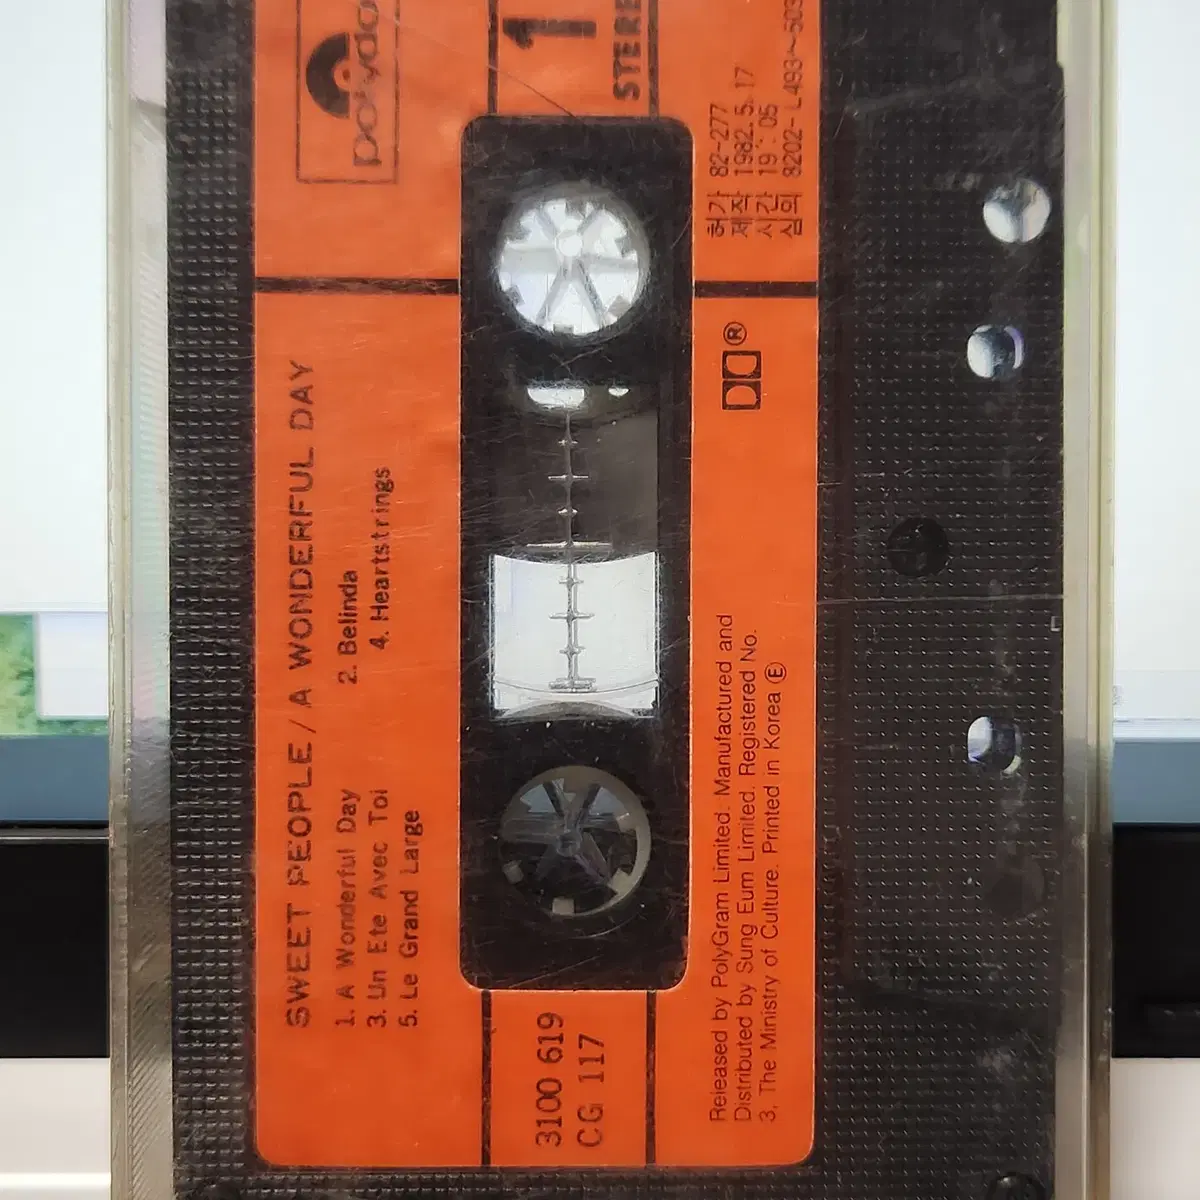 SWEET PEOPLE / A WONDERFUL DAY
1. A Wonderful Day 2. Belinda
3. Un Ete Avec Toi 4. Heartstrings
5. Le Grand Large
polydo
1
STERE
3100 619
CG 117
허가 82-277
제작 1982. 5. 17
시간 19' 05
심의 8202-L493~503
Released by PolyGram Limited. Manufactured and
Distributed by Sung Eum Limited. Registered No.
3, The Ministry of Culture. Printed in Korea Ⓔ
®